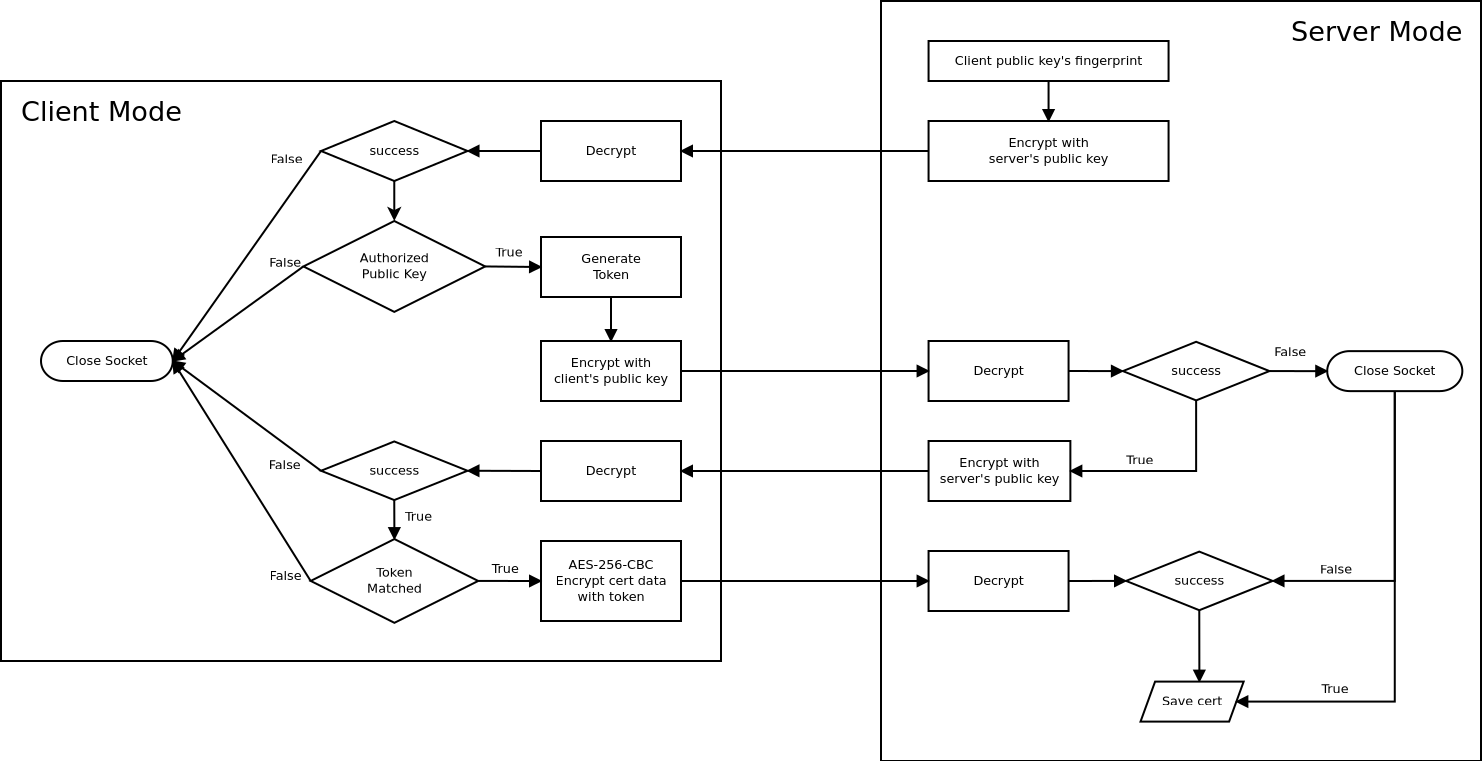 Server Mode
Client public key's fingerprint
Client Mode
False
success
Decrypt
Encrypt with
server's public key
False
Authorized
Public Key
True
Generate
Token
Close Socket
Encrypt with
client's public key
Decrypt
success
False
Close Socket
False
success
Decrypt
Encrypt with
server's public key
True
True
False
Token
Matched
True
AES-256-CBC
Encrypt cert data
with token
Decrypt
success
False
Save cert
True